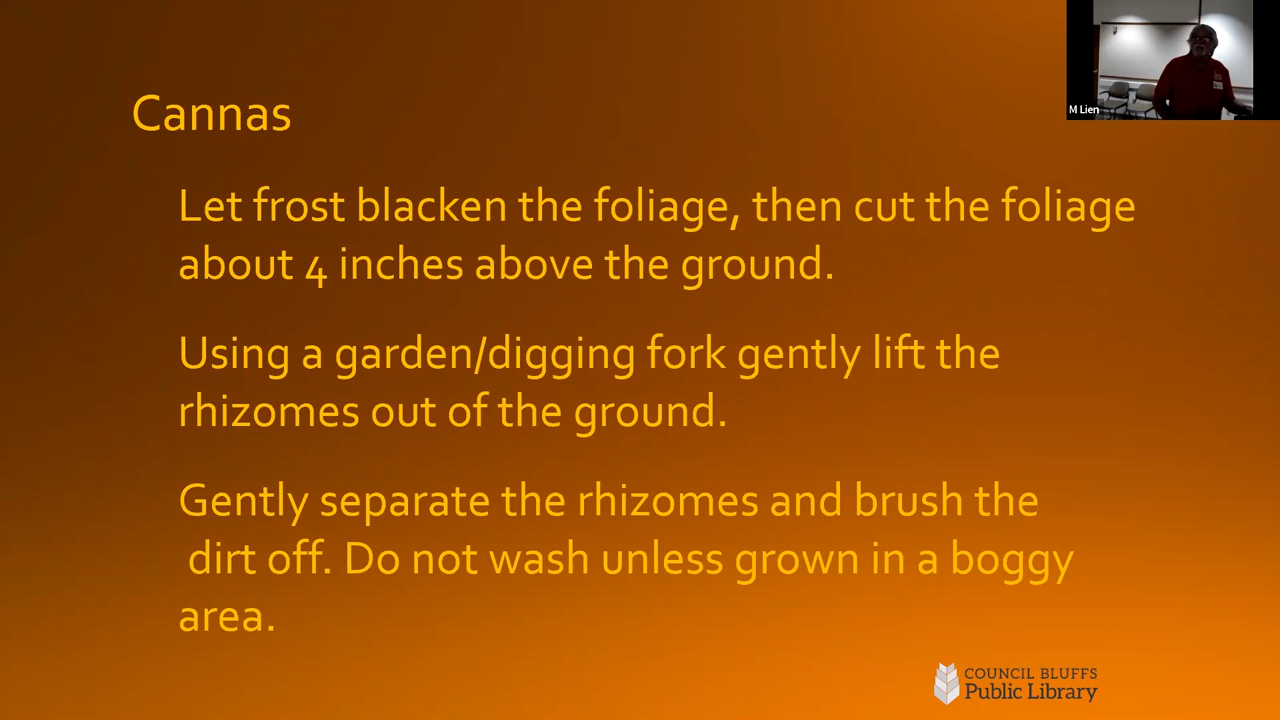 M Lien
Cannas
Let frost blacken the foliage, then cut the foliage
about 4 inches above the ground.
Using a garden/digging fork gently lift the
rhizomes out of the ground.
Gently separate the rhizomes and brush the
dirt off. Do not wash unless grown in a boggy
area.
COUNCIL BLUFFS
Public Library